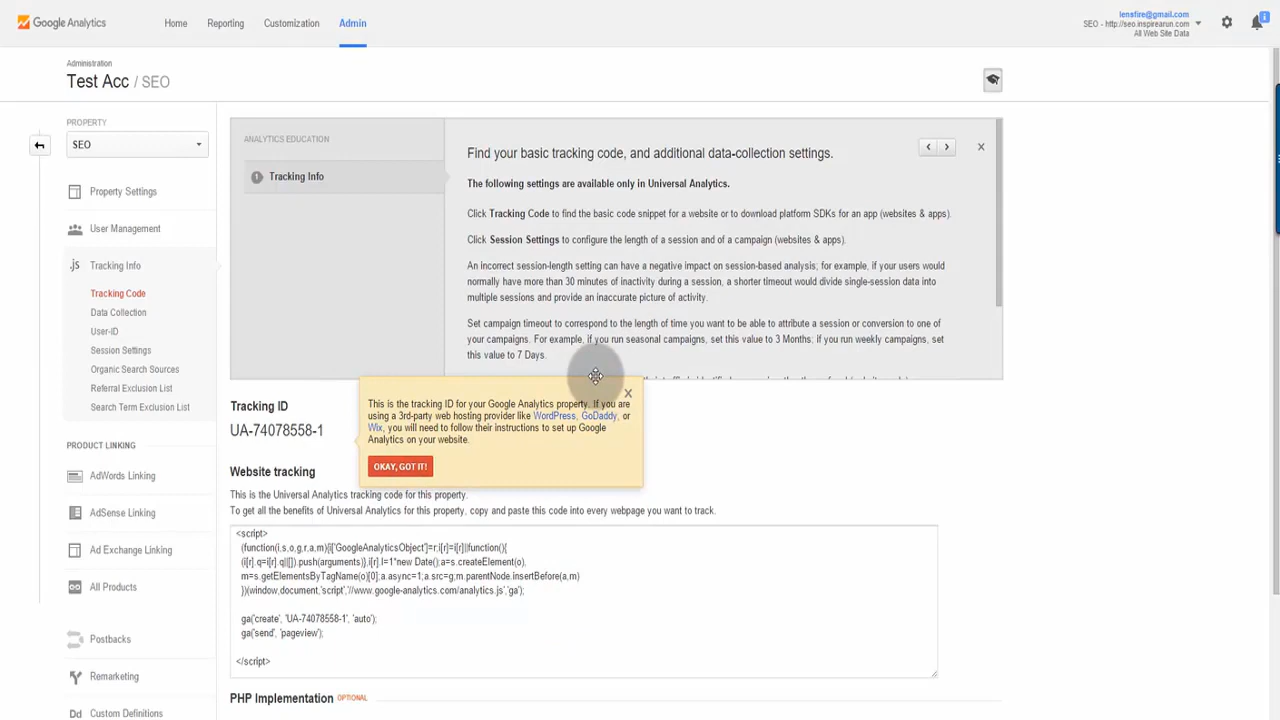 Google Analytics
Home
Reporting
Customization
Admin
lensfire@gmail.com
SEO - http://seo.inspirearun.com
All Web Site Data
1
Administration
Test Acc / SEO
PROPERTY
SEO
Property Settings
User Management
.js Tracking Info
Tracking Code
Data Collection
User-ID
Session Settings
Organic Search Sources
Referral Exclusion List
Search Term Exclusion List
PRODUCT LINKING
AdWords Linking
AdSense Linking
Ad Exchange Linking
All Products
Postbacks
Remarketing
Dd Custom Definitions
ANALYTICS EDUCATION
1 Tracking Info
Find your basic tracking code, and additional data-collection settings.
The following settings are available only in Universal Analytics.
Click Tracking Code to find the basic code snippet for a website or to download platform SDKs for an app (websites & apps).
Click Session Settings to configure the length of a session and of a campaign (websites & apps).
An incorrect session-length setting can have a negative impact on session-based analysis; for example, if your users would
normally have more than 30 minutes of inactivity during a session, a shorter timeout would divide single-session data into
multiple sessions and provide an inaccurate picture of activity.
Set campaign timeout to correspond to the length of time you want to be able to attribute a session or conversion to one of
your campaigns. For example, if you run seasonal campaigns, set this value to 3 Months; If you run weekly campaigns, set
this value to 7 Days.
Tracking ID
UA-74078558-1
This is the tracking ID for your Google Analytics property. If you are
using a 3rd-party web hosting provider like WordPress, GoDaddy, or
Wix, you will need to follow their instructions to set up Google
Analytics on your website.
OKAY, GOT IT!
Website tracking
This is the Universal Analytics tracking code for this property.
To get all the benefits of Universal Analytics for this property, copy and paste this code into every webpage you want to track.
<script>
(function(i,s,o,g,r,a,m){i['GoogleAnalyticsObject']=r;i[r]=i[r]||function(){
(i[r].q=i[r].q||[]).push(arguments)},i[r].l=1*new Date();a=s.createElement(o),
m=s.getElementsByTagName(o)[0];a.async=1;a.src=g;m.parentNode.insertBefore(a,m)
})(window,document,'script','//www.google-analytics.com/analytics.js','ga');
ga('create', 'UA-74078558-1', 'auto');
ga('send', 'pageview');
</script>
PHP Implementation OPTIONAL